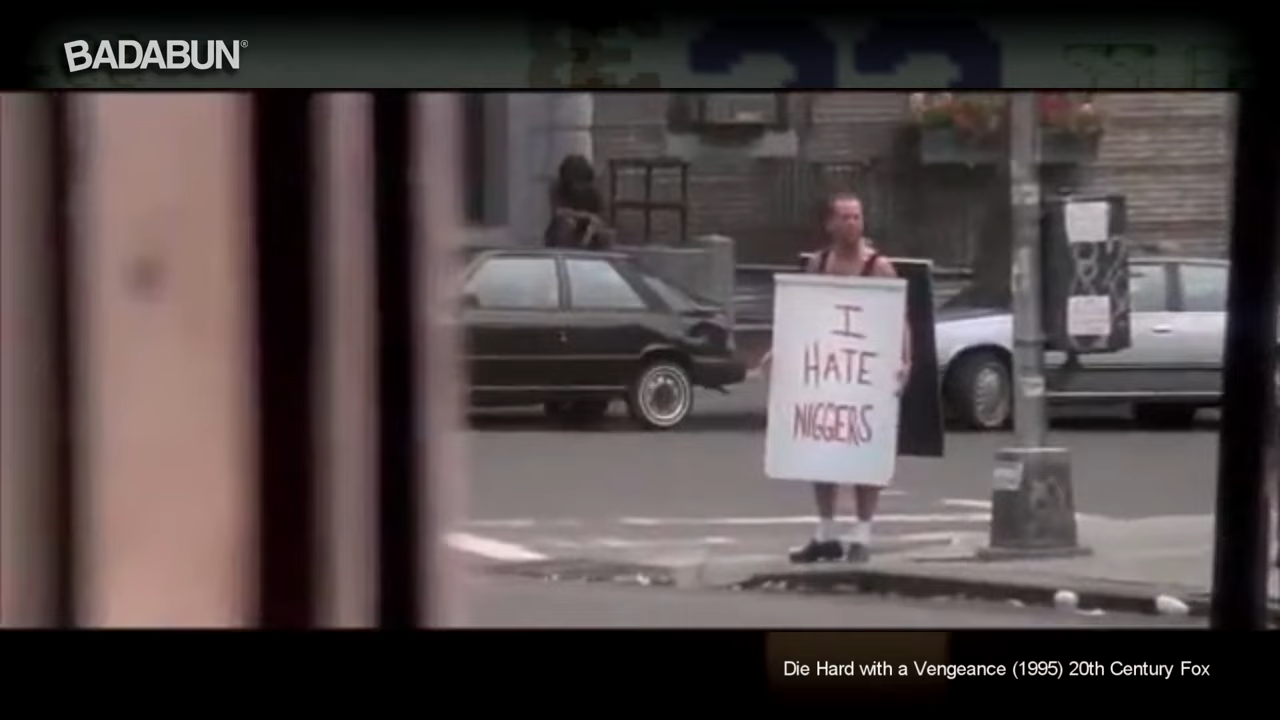 BADABUN®
I
HATE
NIGGERS
Die Hard with a Vengeance (1995) 20th Century Fox